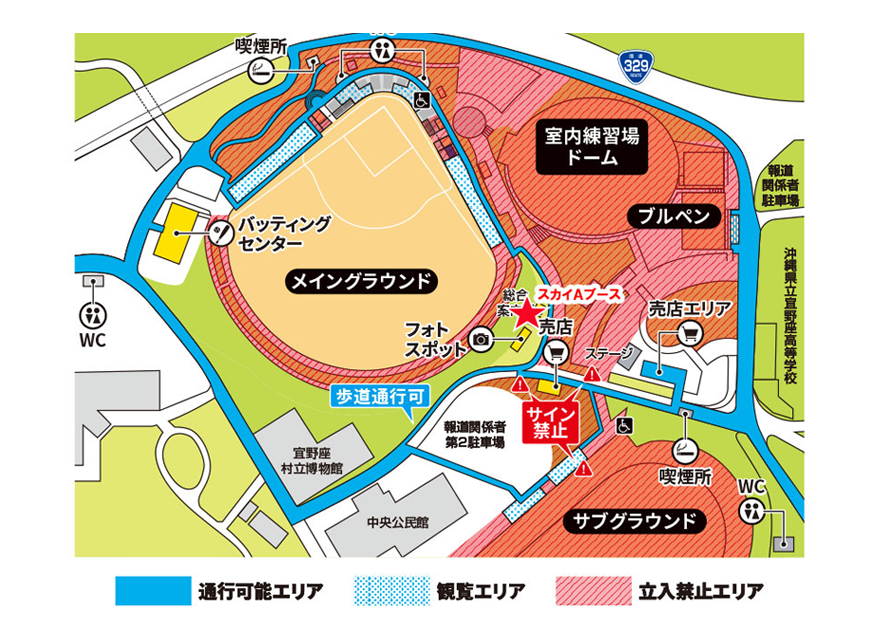 喫煙所
国道
329
ROUTE
室内練習場
ドーム
報道
関係者
駐車場
ブルペン
バッティング
センター
沖縄県立宜野座高等学校
メイングラウンド
総合
案
スカイAブース
売店エリア
WC
フォト
スポット
売店
ステージ
歩道通行可
サイン
禁止
報道関係者
第2駐車場
宜野座
村立博物館
喫煙所
WC
中央公民館
サブグラウンド
通行可能エリア
観覧エリア
立入禁止エリア